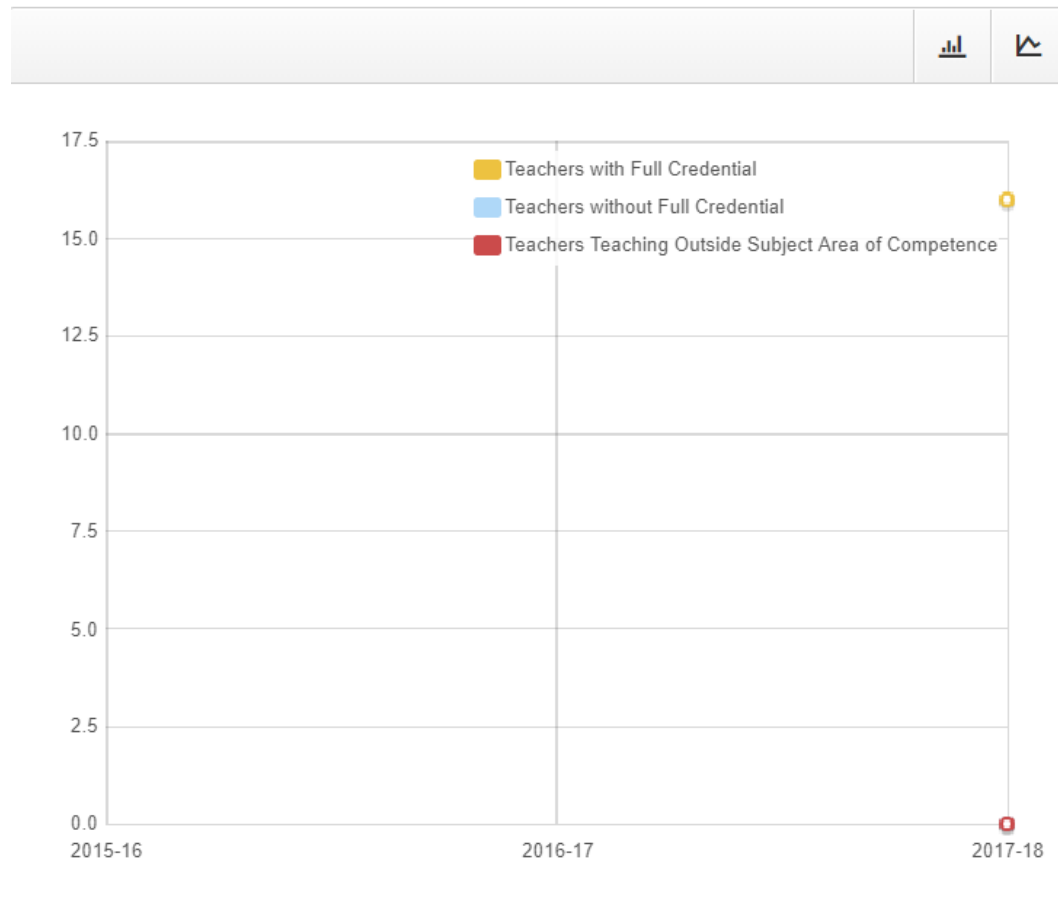 17.5
Teachers with Full Credential
Teachers without Full Credential
15.0
Teachers Teaching Outside Subject Area of Competence
12.5
10.0
7.5
5.0
2.5
0.0
2015-16 2016-17 2017-18